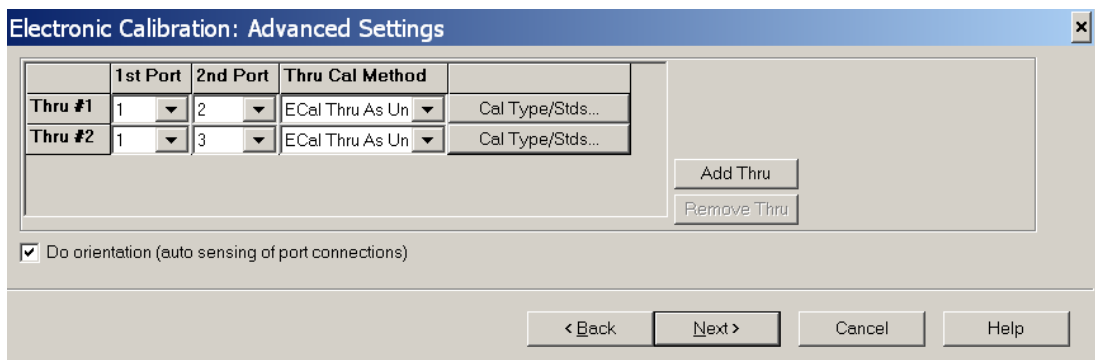 Electronic Calibration: Advanced Settings
1st Port 2nd Port Thru Cal Method
Thru #1 1 2 ECal Thru As Un Cal Type/Stds...
Thru #2 1 3 ECal Thru As Un Cal Type/Stds...
Add Thru
Remove Thru
Do orientation (auto sensing of port connections)
< Back Next > Cancel Help